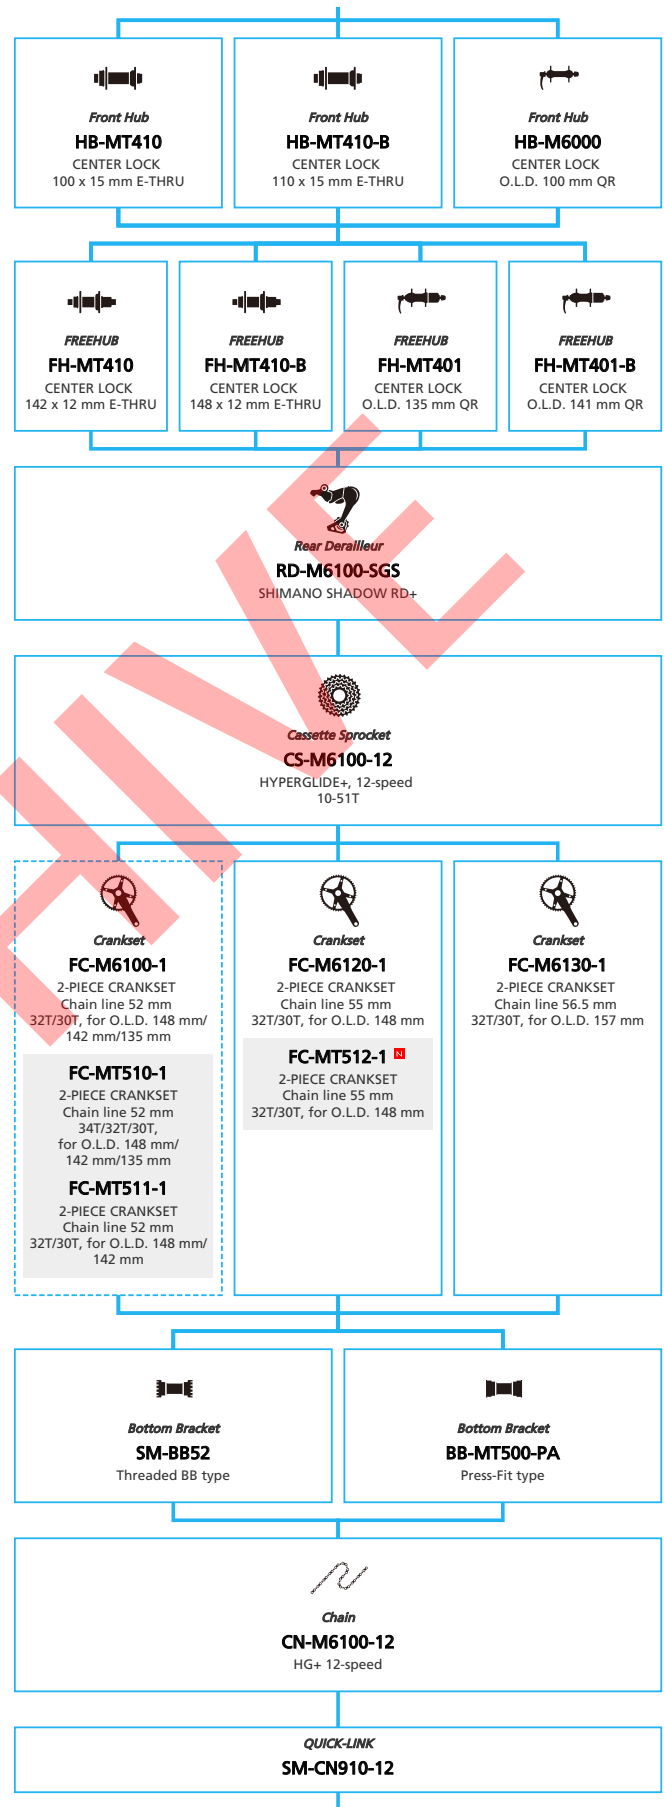 Front Hub
HB-MT410
CENTER LOCK
100 x 15 mm E-THRU
Front Hub
HB-MT410-B
CENTER LOCK
110 x 15 mm E-THRU
Front Hub
HB-M6000
CENTER LOCK
O.L.D. 100 mm QR
FREEHUB
FH-MT410
CENTER LOCK
142 x 12 mm E-THRU
FREEHUB
FH-MT410-B
CENTER LOCK
148 x 12 mm E-THRU
FREEHUB
FH-MT401
CENTER LOCK
O.L.D. 135 mm QR
FREEHUB
FH-MT401-B
CENTER LOCK
O.L.D. 141 mm QR
Rear Derailleur
RD-M6100-SGS
SHIMANO SHADOW RD+
Cassette Sprocket
CS-M6100-12
HYPERGLIDE+, 12-speed
10-51T
Crankset
FC-M6100-1
2-PIECE CRANKSET
Chain line 52 mm
32T/30T, for O.L.D. 148 mm/
142 mm/135 mm
FC-MT510-1
2-PIECE CRANKSET
Chain line 52 mm
34T/32T/30T,
for O.L.D. 148 mm/
142 mm/135 mm
FC-MT511-1
2-PIECE CRANKSET
Chain line 52 mm
32T/30T, for O.L.D. 148 mm/
142 mm
Crankset
FC-M6120-1
2-PIECE CRANKSET
Chain line 55 mm
32T/30T, for O.L.D. 148 mm
FC-MT512-1 N
2-PIECE CRANKSET
Chain line 55 mm
32T/30T, for O.L.D. 148 mm
Crankset
FC-M6130-1
2-PIECE CRANKSET
Chain line 56.5 mm
32T/30T, for O.L.D. 157 mm
Bottom Bracket
SM-BB52
Threaded BB type
Bottom Bracket
BB-MT500-PA
Press-Fit type
Chain
CN-M6100-12
HG+ 12-speed
QUICK-LINK
SM-CN910-12
HIVE